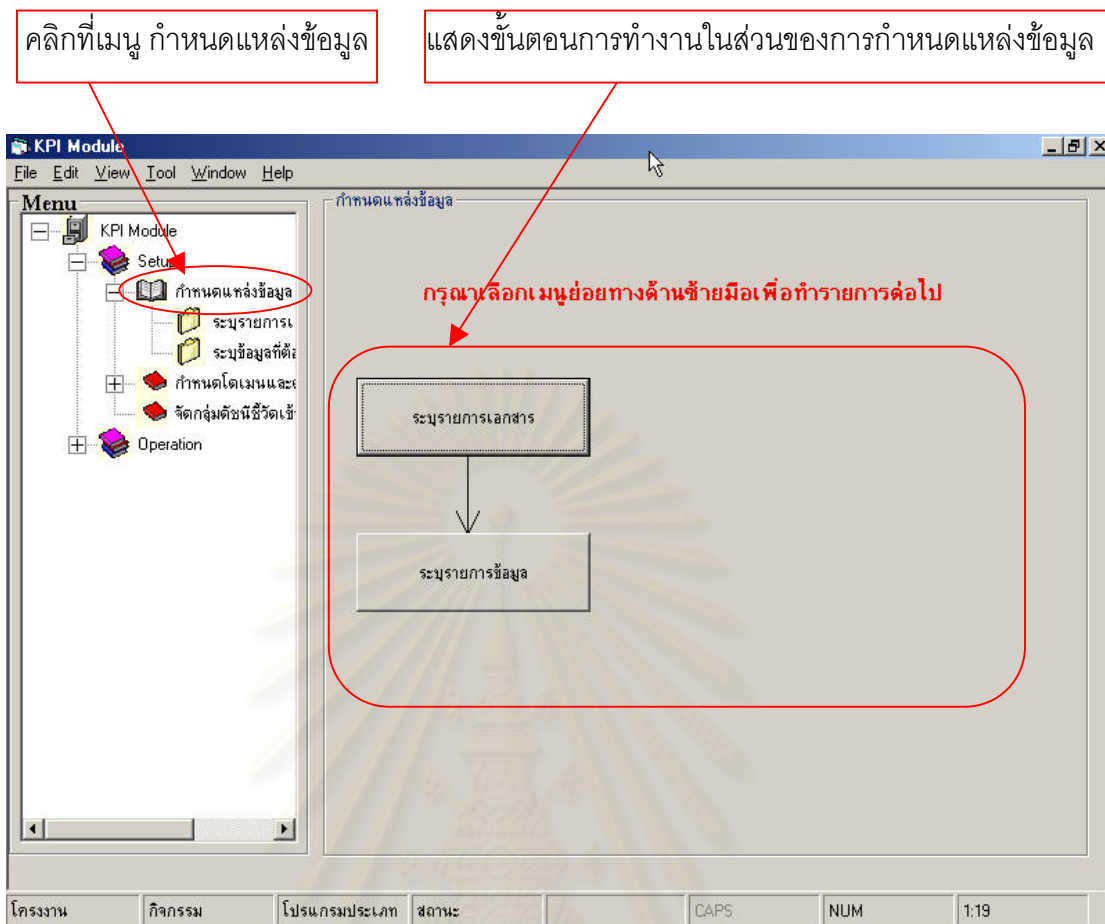 คลิกที่เมนู กำหนดแหล่งข้อมูล
แสดงขั้นตอนการทำงานในส่วนของการกำหนดแหล่งข้อมูล
KPI Module
File Edit View Tool Window Help
Menu
KPI Module
Setup
กำหนดแหล่งข้อมูล
ระบุรายการเ
ระบุข้อมูลที่ต้อ
กำหนดโดเมนและ
จัดกลุ่มดัชนีชี้วัดเข้
Operation
กำหนดแหล่งข้อมูล
กรุณาเลือกเมนูย่อยทางด้านซ้ายมือเพื่อทำรายการต่อไป
ระบุรายการเอกสาร
ระบุรายการข้อมูล
โครงงาน กิจกรรม โปรแกรมประเภท สถานะ CAPS NUM 1:19